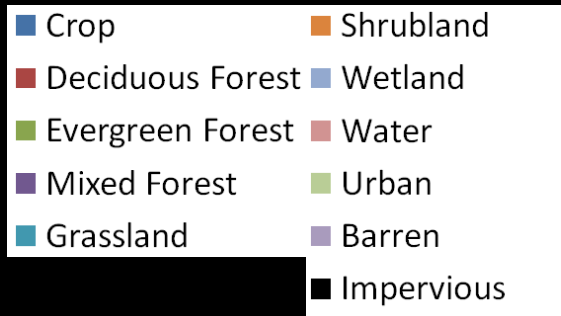 Crop
Deciduous Forest
Evergreen Forest
Mixed Forest
Grassland
Shrubland
Wetland
Water
Urban
Barren
Impervious